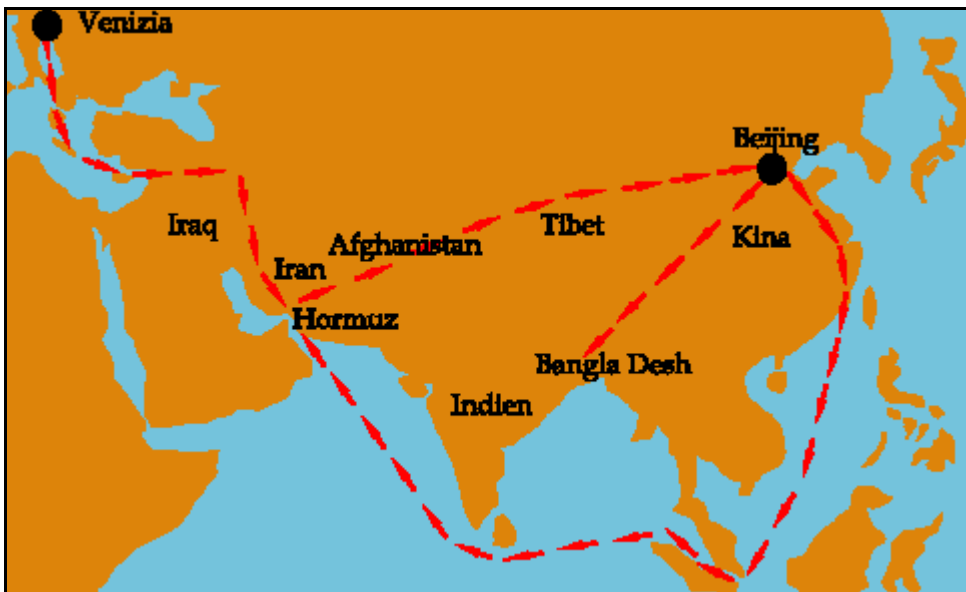 Venizia
Beijing
Iraq
Afghanistan
Tibet
Kina
Iran
Hormuz
Bangla Desh
Indien